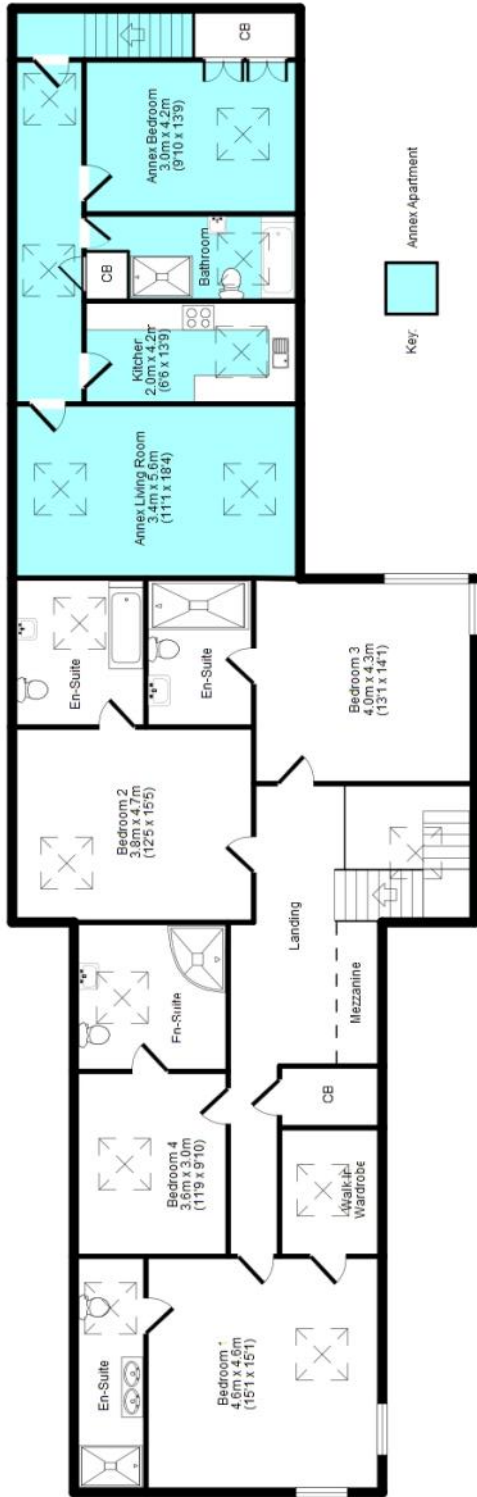 En-Suite
Bedroom 1
4.6m x 4.6m
(15'1 x 15'1)
Bedroom 4
3.6m x 3.0m
(11'9 x 9'10)
Walk In
Wardrobe
CB
En-Suite
Landing
Mezzanine
Bedroom 2
3.8m x 4.7m
(12'5 x 15'5)
En-Suite
En-Suite
Bedroom 3
4.0m x 4.3m
(13'1 x 14'1)
Annex Living Room
3.4m x 5.6m
(11'1 x 18'4)
Kitchen
2.0m x 4.2m
(6'6 x 13'9)
CB
Bathroom
Annex Bedroom
3.0m x 4.2m
(9'10 x 13'9)
CB
Key:
Annex Apartment